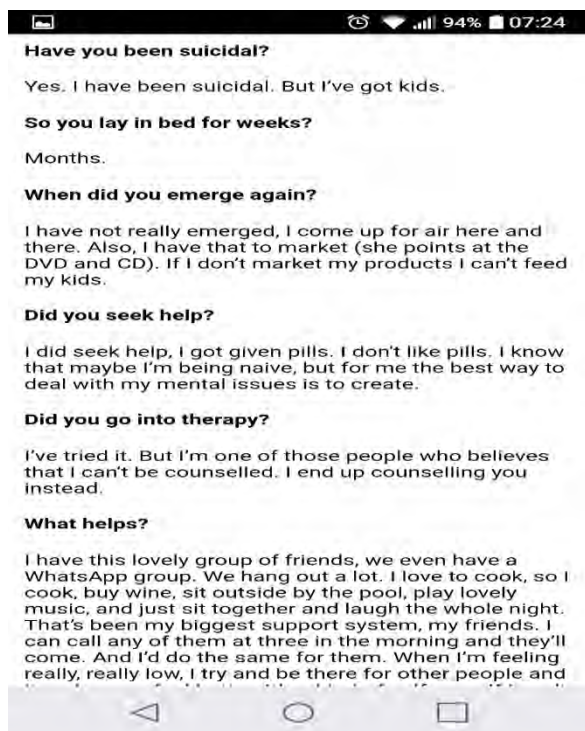 94% 07:24
Have you been suicidal?
Yes. I have been suicidal. But I've got kids.
So you lay in bed for weeks?
Months.
When did you emerge again?
I have not really emerged, I come up for air here and
there. Also, I have that to market (she points at the
DVD and CD). If I don't market my products I can't feed
my kids.
Did you seek help?
I did seek help, I got given pills. I don't like pills. I know
that maybe I'm being naive, but for me the best way to
deal with my mental issues is to create.
Did you go into therapy?
I've tried it. But I'm one of those people who believes
that I can't be counselled. I end up counselling you
instead.
What helps?
I have this lovely group of friends, we even have a
WhatsApp group. We hang out a lot. I love to cook, so I
cook, buy wine, sit outside by the pool, play lovely
music, and just sit together and laugh the whole night.
That's been my biggest support system, my friends. I
can call any of them at three in the morning and they'll
come. And I'd do the same for them. When I'm feeling
really, really low, I try and be there for other people and